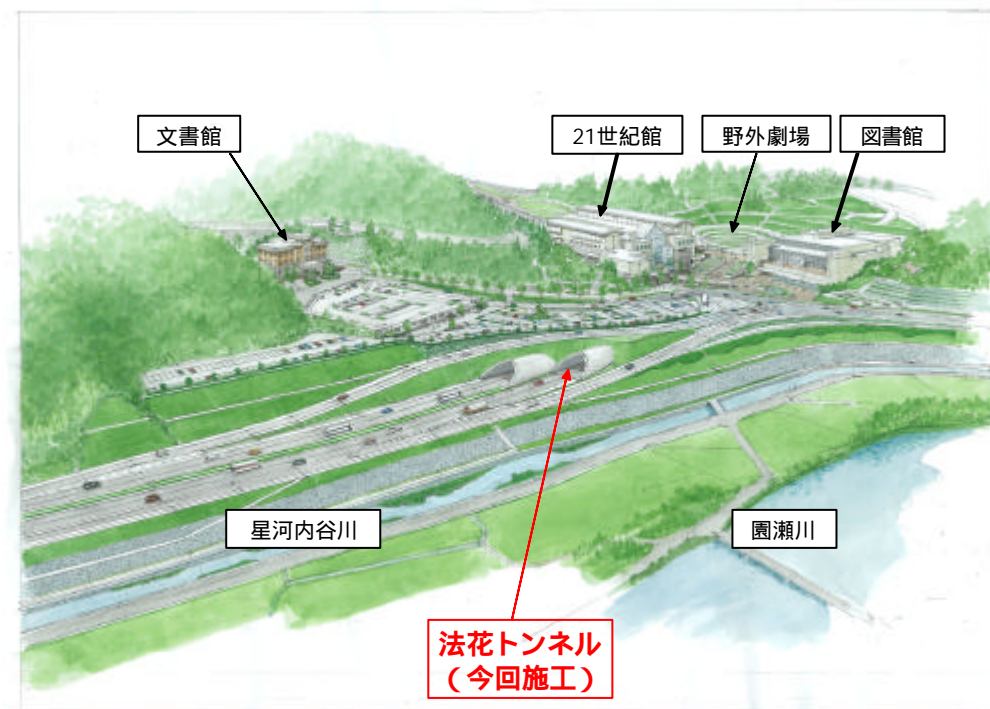 文書館
21世紀館
野外劇場
図書館
星河内谷川
園瀬川
法花トンネル
（今回施工）